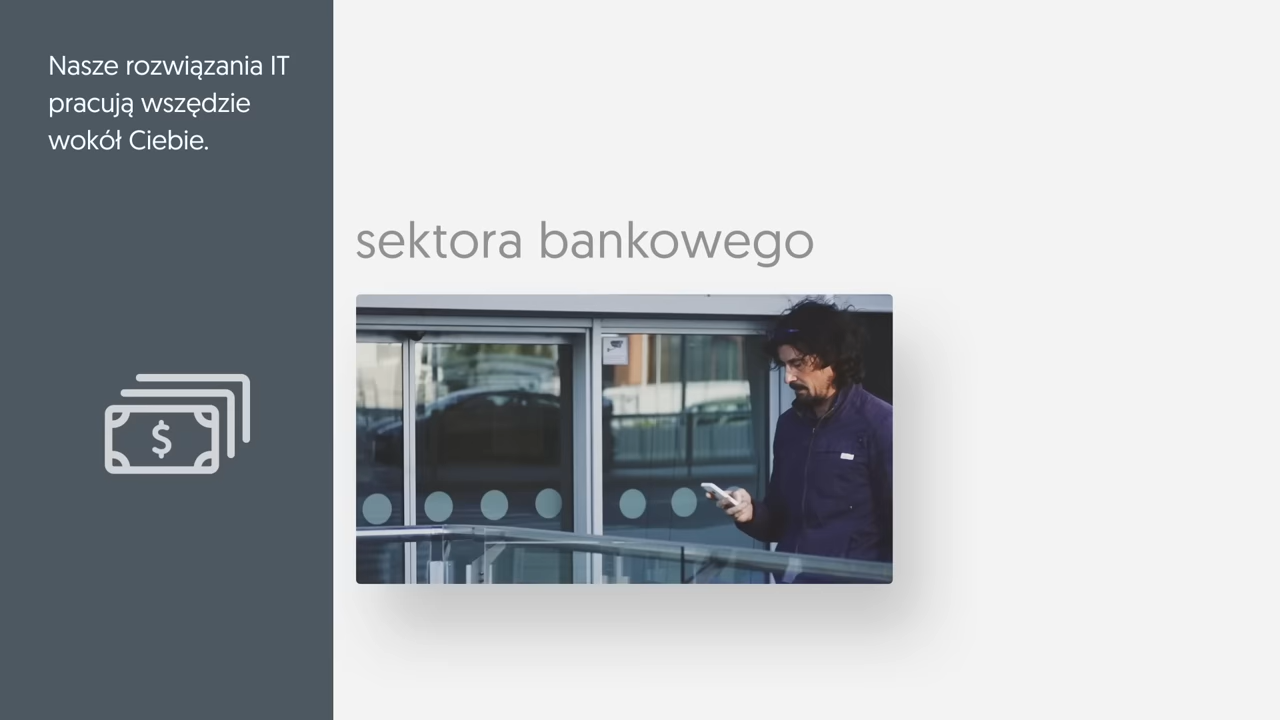 Nasze rozwiązania IT
pracują wszędzie
wokół Ciebie.
sektora bankowego
$